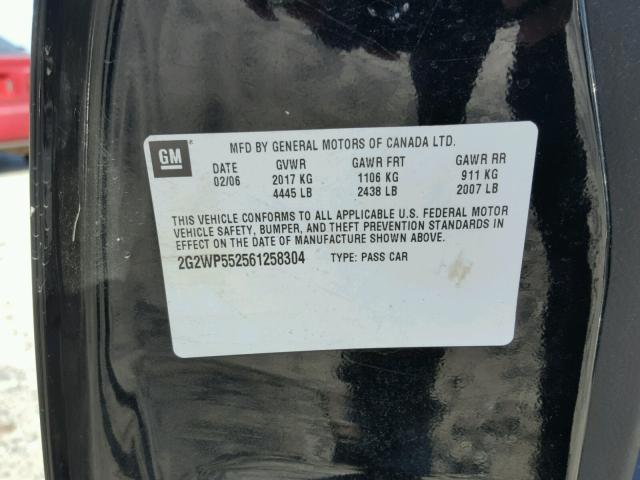 GM
MFD BY GENERAL MOTORS OF CANADA LTD.
DATE GVWR GAWR FRT GAWR RR
02/06 2017 KG 1106 KG 911 KG
4445 LB 2438 LB 2007 LB
THIS VEHICLE CONFORMS TO ALL APPLICABLE U.S. FEDERAL MOTOR
VEHICLE SAFETY, BUMPER, AND THEFT PREVENTION STANDARDS IN
EFFECT ON THE DATE OF MANUFACTURE SHOWN ABOVE.
2G2WP552561258304 TYPE: PASS CAR